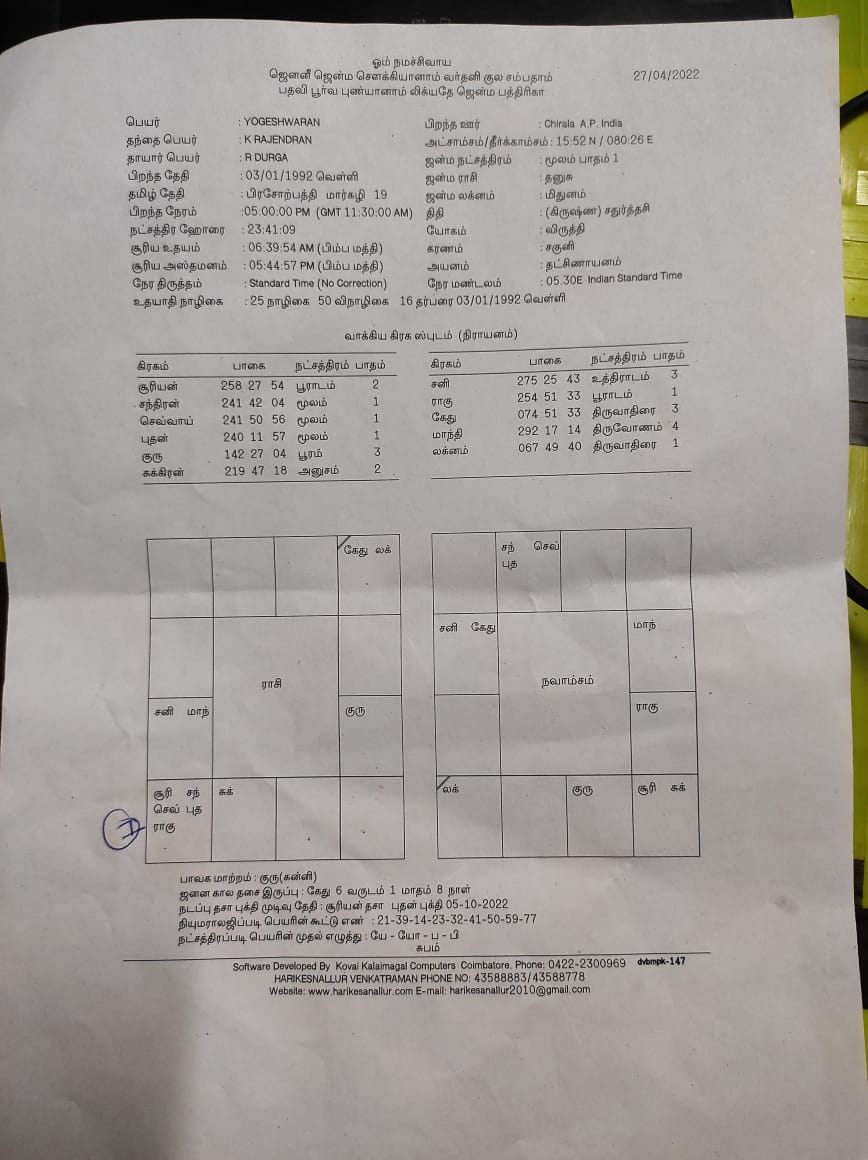 ஓம் நமச்சிவாய
ஜெனனீ ஜென்ம சௌக்கியானாம் வர்தனி குல சம்பதாம்
27/04/2022
பதவி பூர்வ புண்யானாம் லிக்யதே ஜென்ம பத்திரிகா
பெயர் : YOGESHWARAN
தந்தை பெயர் : K RAJENDRAN
தாயார் பெயர் : R DURGA
பிறந்த தேதி : 03/01/1992 வெள்ளி
தமிழ் தேதி : பிரசோற்பத்தி மார்கழி 19
பிறந்த நேரம் :05:00:00 PM (GMT 11:30:00 AM)
நட்சத்திர ஹோரை : 23:41:09
சூரிய உதயம் : 06:39:54 AM (பிம்ப மத்தி)
சூரிய அஸ்தமனம் : 05:44:57 PM (பிம்ப மத்தி)
நேர திருத்தம் : Standard Time (No Correction)
உதயாதி நாழிகை : 25 நாழிகை 50 விநாழிகை 16 தற்பரை 03/01/1992 வெள்ளி
பிறந்த ஊர் : Chirala A.P. India
அட்சாம்சம்/தீர்க்காம்சம் : 15:52 N / 080:26 E
ஜன்ம நட்சத்திரம் : மூலம் பாதம் 1
ஜன்ம ராசி : தனுசு
ஜன்ம லக்னம் : மிதுனம்
திதி : (கிருஷ்ண) சதுர்த்தசி
யோகம் : விருத்தி
கரணம் : சகுனி
அயனம் : தட்சிணாயனம்
நேர மண்டலம் : 05.30E Indian Standard Time
வாக்கிய கிரக ஸ்புடம் (நிராயனம்)
கிரகம் பாகை நட்சத்திரம் பாதம்
சூரியன் 258 27 54 பூராடம் 2
சந்திரன் 241 42 04 மூலம் 1
செவ்வாய் 241 50 56 மூலம் 1
புதன் 240 11 57 மூலம் 1
குரு 142 27 04 பூரம் 3
சுக்கிரன் 219 47 18 அனுசம் 2
கிரகம் பாகை நட்சத்திரம் பாதம்
சனி 275 25 43 உத்திராடம் 3
ராகு 254 51 33 பூராடம் 1
கேது 074 51 33 திருவாதிரை 3
மாந்தி 292 17 14 திருவோணம் 4
லக்னம் 067 49 40 திருவாதிரை 1
கேது லக்
ராசி
சனி மாந்
குரு
சூரி சந்
செவ் புத
ராகு
சுக்
சந் செவ்
புத
சனி கேது
மாந்
நவாம்சம்
ராகு
லக்
குரு
சூரி சுக்
பாவக மாற்றம் : குரு(கன்னி)
ஜனன கால தசை இருப்பு : கேது 6 வருடம் 1 மாதம் 8 நாள்
நடப்பு தசா புக்தி முடிவு தேதி : சூரியன் தசா புதன் புக்தி 05-10-2022
நியுமராலஜிப்படி பெயரின் கூட்டு எண் : 21-39-14-23-32-41-50-59-77
நட்சத்திரப்படி பெயரின் முதல் எழுத்து : யே - யோ - ப - பி
சுபம்
Software Developed By Kovai Kalaimagal Computers Coimbatore. Phone: 0422-2300969 dvbmpk-147
HARIKESNALLUR VENKATRAMAN PHONE NO: 43588883/43588778
Website: www.harikesanallur.com E-mail: harikesanallur2010@gmail.com